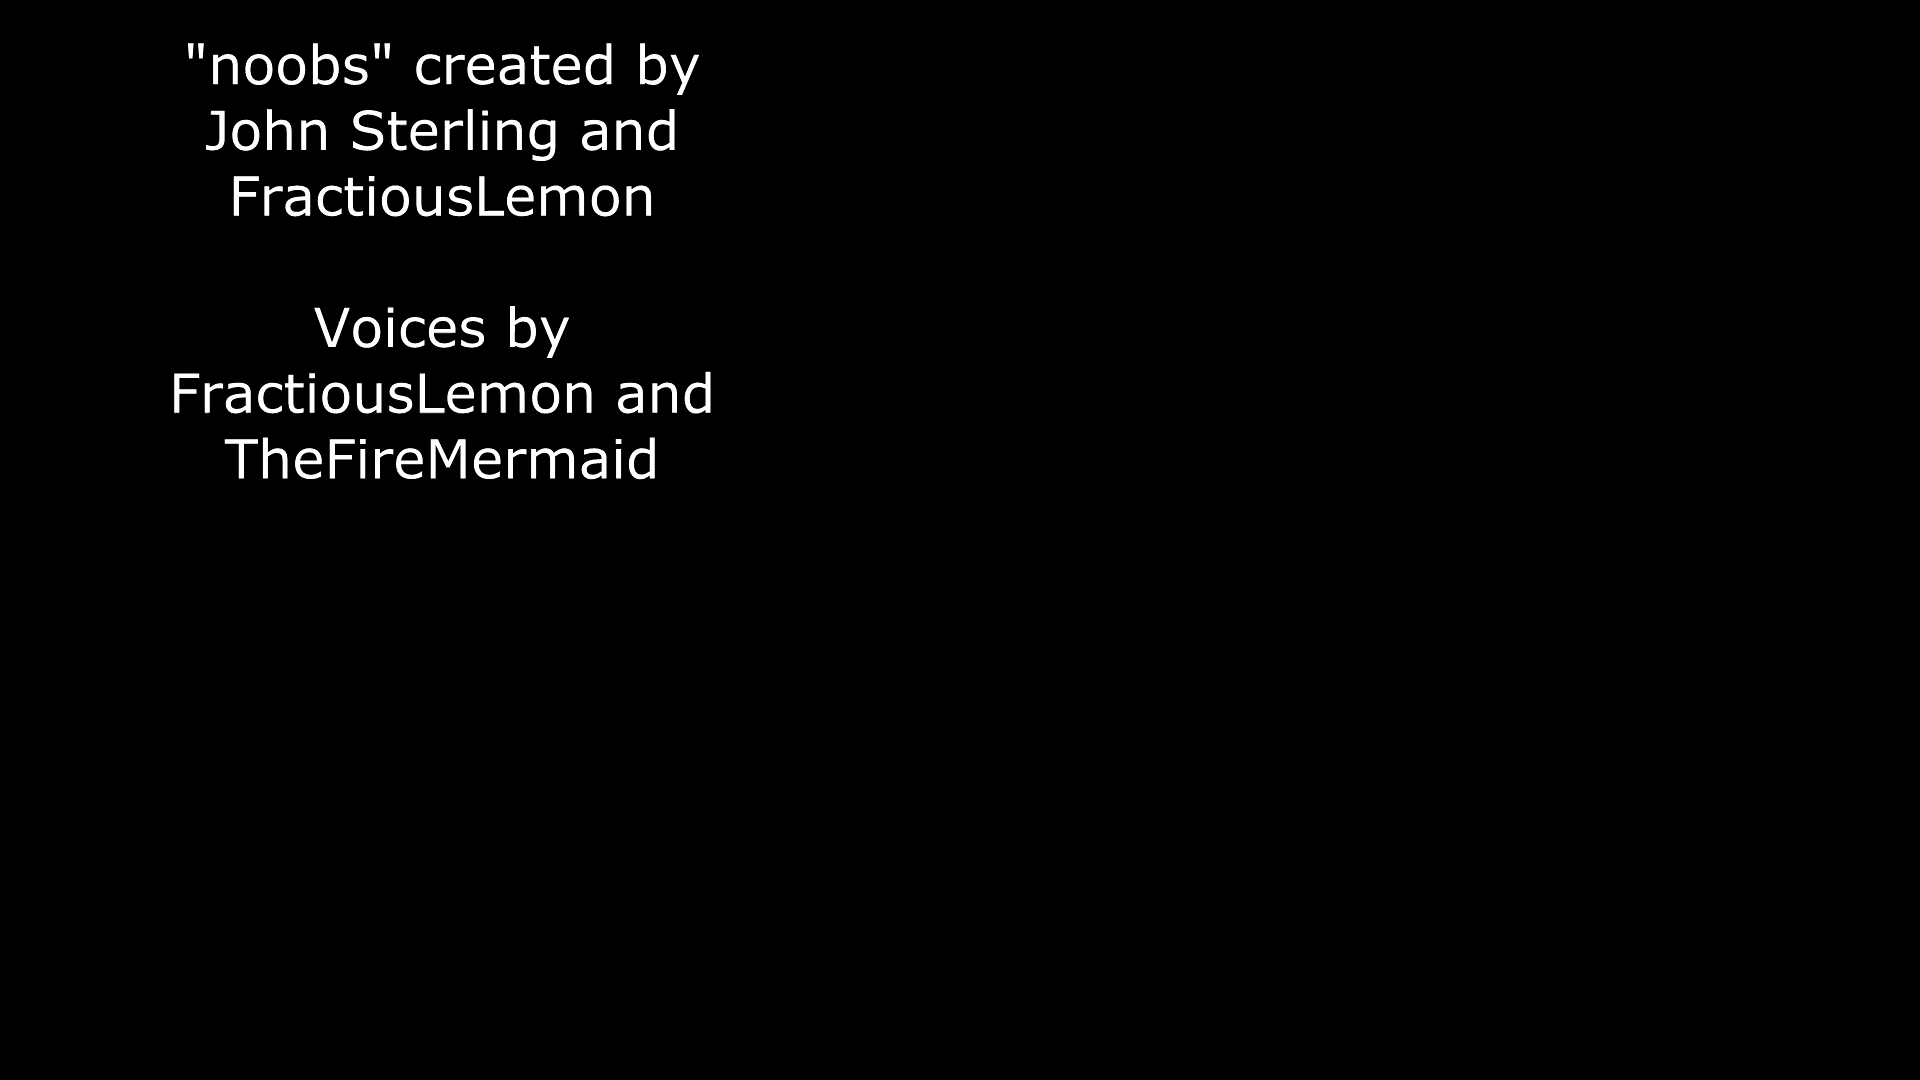 "noobs" created by
John Sterling and
FractiousLemon
Voices by
FractiousLemon and
TheFireMermaid